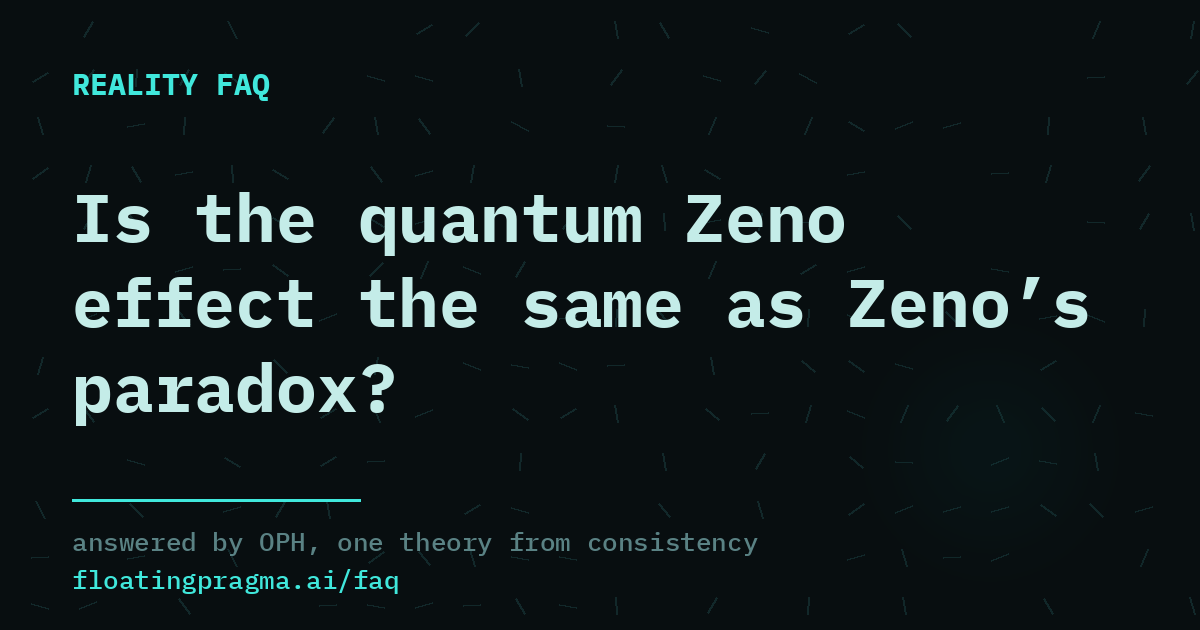 REALITY FAQ
Is the quantum Zeno
effect the same as Zeno’s
paradox?
answered by OPH, one theory from consistency
floatingpragma.ai/faq